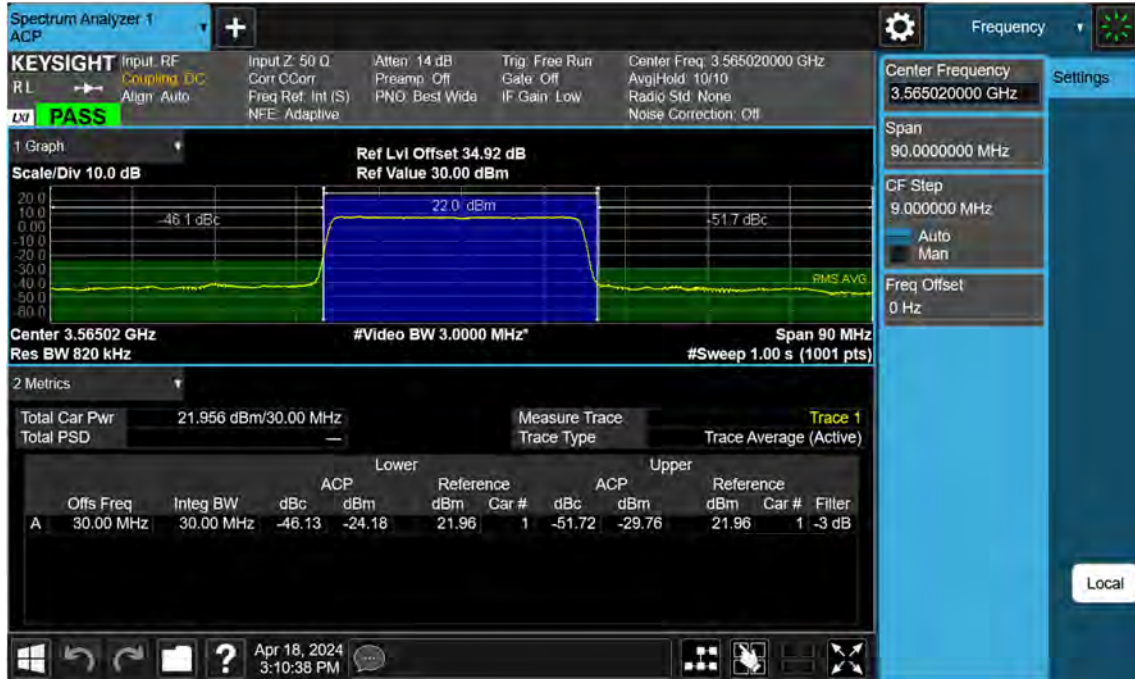 Spectrum Analyzer 1
ACP
+
Frequency
KEYSIGHT
RL
LXI PASS
Input: RF
Coupling: DC
Align: Auto
Input Z: 50 Ω
Corr CCorr
Freq Ref: Int (S)
NFE: Adaptive
Atten: 14 dB
Preamp: Off
PNO: Best Wide
Trig: Free Run
Gate: Off
IF Gain: Low
Center Freq: 3.565020000 GHz
Avg|Hold: 10/10
Radio Std: None
Noise Correction: Off
Center Frequency
3.565020000 GHz
Settings
Span
90.0000000 MHz
CF Step
9.000000 MHz
Auto
Man
Freq Offset
0 Hz
1 Graph
Scale/Div 10.0 dB
Ref Lvl Offset 34.92 dB
Ref Value 30.00 dBm
20.0
10.0
0.00
-10.0
-20.0
-30.0
-40.0
-50.0
-60.0
-46.1 dBc
22.0 dBm
-51.7 dBc
RMS AVG
Center 3.56502 GHz
Res BW 820 kHz
#Video BW 3.0000 MHz*
Span 90 MHz
#Sweep 1.00 s (1001 pts)
2 Metrics
Total Car Pwr 21.956 dBm/30.00 MHz
Total PSD —
Measure Trace Trace 1
Trace Type Trace Average (Active)
Lower Upper
ACP Reference ACP Reference
Offs Freq Integ BW dBc dBm dBm Car # dBc dBm dBm Car # Filter
A 30.00 MHz 30.00 MHz -46.13 -24.18 21.96 1 -51.72 -29.76 21.96 1 -3 dB
Local
?
Apr 18, 2024
3:10:38 PM